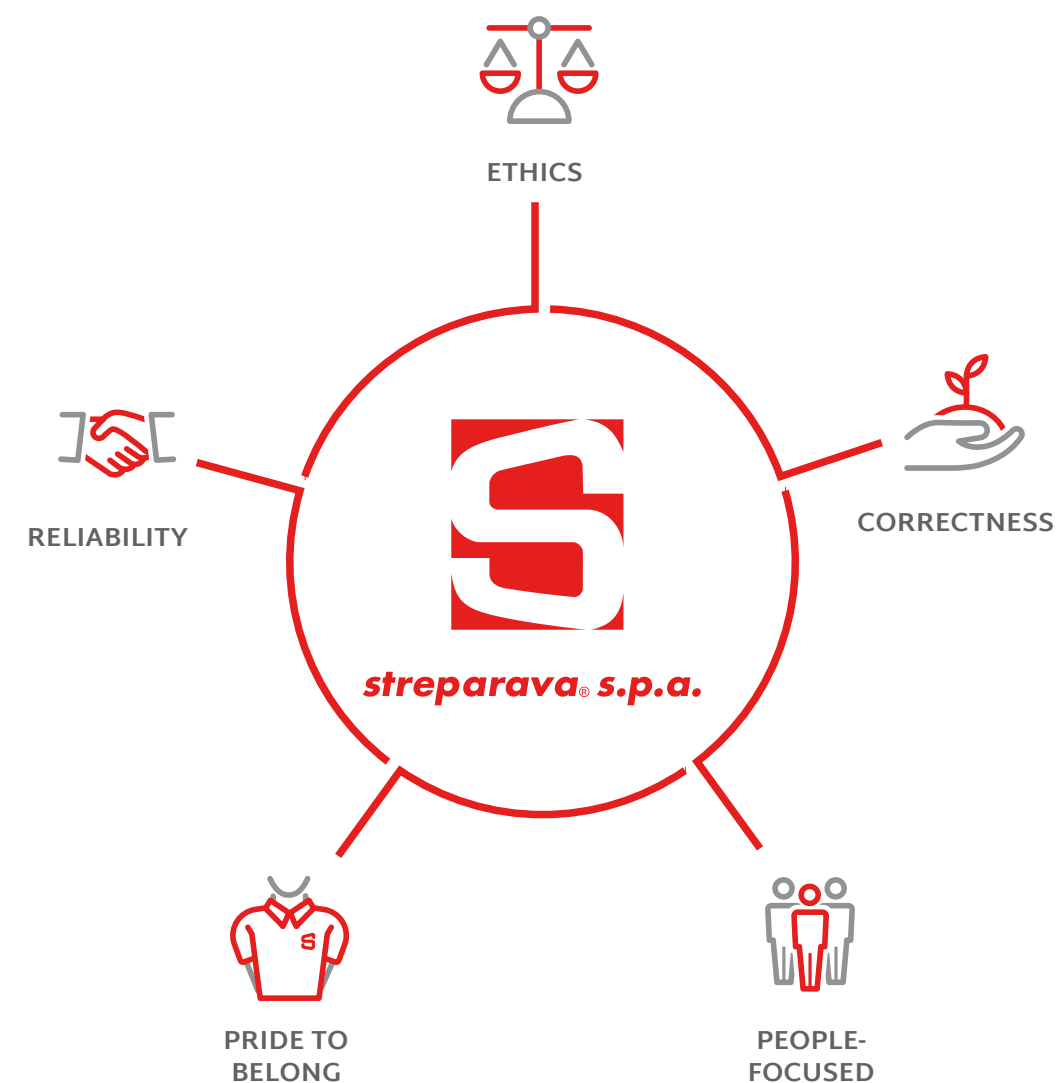 ETHICS
CORRECTNESS
RELIABILITY
streparava® s.p.a.
PRIDE TO
BELONG
PEOPLE-
FOCUSED